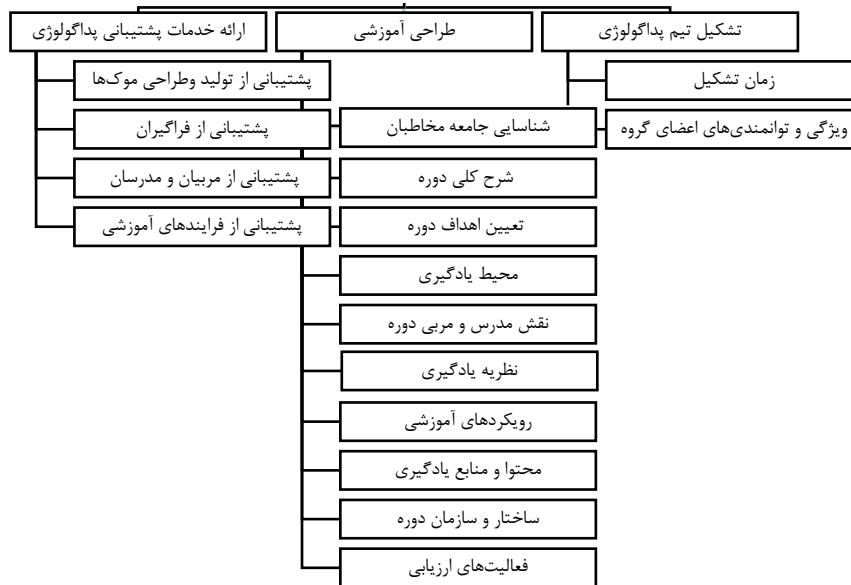 تشکیل تیم پداگولوژی
طراحی آموزشی
ارائه خدمات پشتیبانی پداگولوژی
زمان تشکیل
ویژگی و توانمندی‌های اعضای گروه
شناسایی جامعه مخاطبان
شرح کلی دوره
تعیین اهداف دوره
محیط یادگیری
نقش مدرس و مربی دوره
نظریه یادگیری
رویکردهای آموزشی
محتوا و منابع یادگیری
ساختار و سازمان دوره
فعالیت‌های ارزیابی
پشتیبانی از تولید وطراحی موک‌ها
پشتیبانی از فراگیران
پشتیبانی از مربیان و مدرسان
پشتیبانی از فرایندهای آموزشی